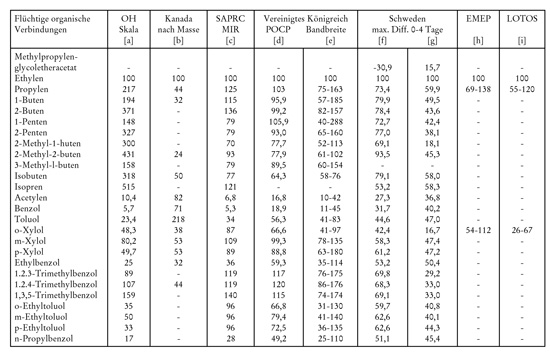 Flüchtige organische Verbindungen | OH Skala [a] | Kanada nach Masse [b] | SAPRC MIR [c] | Vereinigtes Königreich POCP [d] | Bandbreite [e] | Schweden max. Diff. [f] | 0-4 Tage [g] | EMEP [h] | LOTOS [i]
Methylpropylen-
glycoletheracetat - - - - - -30,9 15,7 - -
Ethylen 100 100 100 100 100 100 100 100 100
Propylen 217 44 125 103 75-163 73,4 59,9 69-138 55-120
1-Buten 194 32 115 95,9 57-185 79,9 49,5 - -
2-Buten 371 - 136 99,2 82-157 78,4 43,6 - -
1-Penten 148 - 79 105,9 40-288 72,7 42,4 - -
2-Penten 327 - 79 93,0 65-160 77,0 38,1 - -
2-Methyl-1-huten 300 - 70 77,7 52-113 69,1 18,1 - -
2-Methyl-2-buten 431 24 93 77,9 61-102 93,5 45,3 - -
3-Methyl-l-buten 158 - 79 89,5 60-154 - - - -
Isobuten 318 50 77 64,3 58-76 79,1 58,0 - -
Isopren 515 - 121 - - 53,2 58,3 - -
Acetylen 10,4 82 6,8 16,8 10-42 27,3 36,8 - -
Benzol 5,7 71 5,3 18,9 11-45 31,7 40,2 - -
Toluol 23,4 218 34 56,3 41-83 44,6 47,0 - -
o-Xylol 48,3 38 87 66,6 41-97 42,4 16,7 54-112 26-67
m-Xylol 80,2 53 109 99,3 78-135 58,3 47,4 - -
p-Xylol 49,7 53 89 88,8 63-180 61,2 47,2 - -
Ethylbenzol 25 32 36 59,3 35-114 53,2 50,4 - -
1.2.3-Trimethylbenzol 89 - 119 117 76-175 69,8 29,2 - -
1.2.4-Trimethylbenzol 107 44 119 120 86-176 68,3 33,0 - -
1,3,5-Trimethylbenzol 159 - 140 115 74-174 69,1 33,0 - -
o-Ethyltoluol 35 - 96 66,8 31-130 59,7 40,8 - -
m-Ethyltoluol 50 - 96 79,4 41-140 62,6 40,1 - -
p-Ethyltoluol 33 - 96 72,5 36-135 62,6 44,3 - -
n-Propylbenzol 17 - 28 49,2 25-110 51,1 45,4 - -